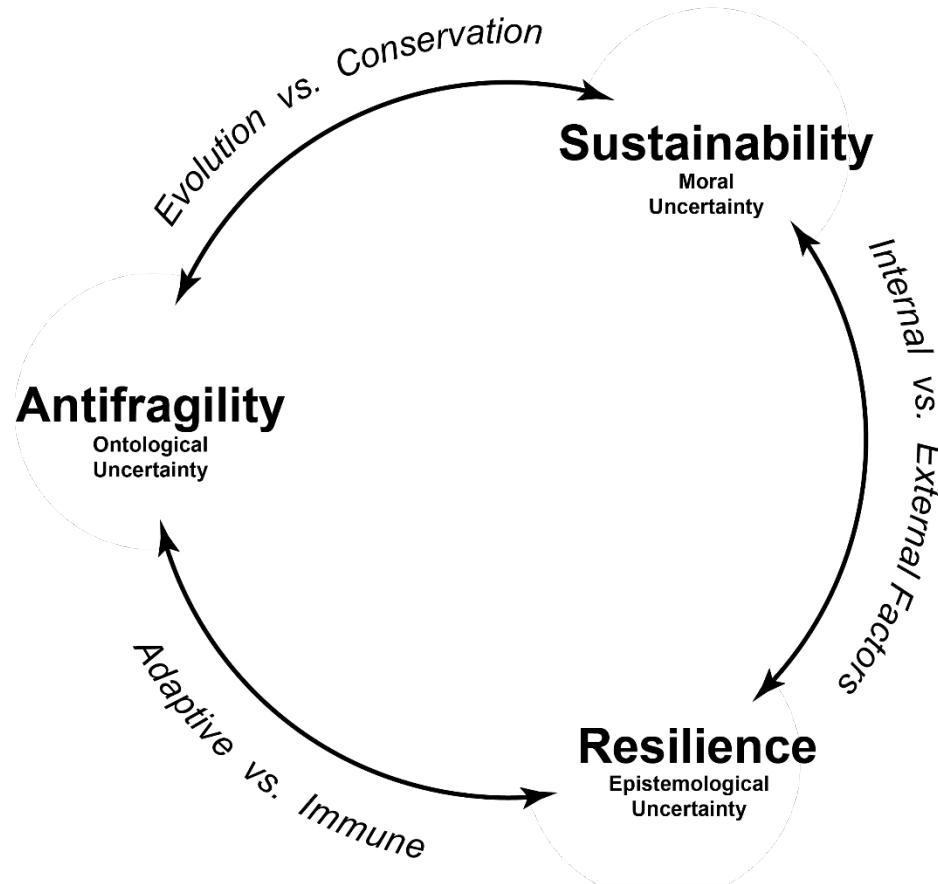 Evolution vs. Conservation
Sustainability
Moral
Uncertainty
Internal vs. External Factors
Antifragility
Ontological
Uncertainty
Adaptive vs. Immune
Resilience
Epistemological
Uncertainty